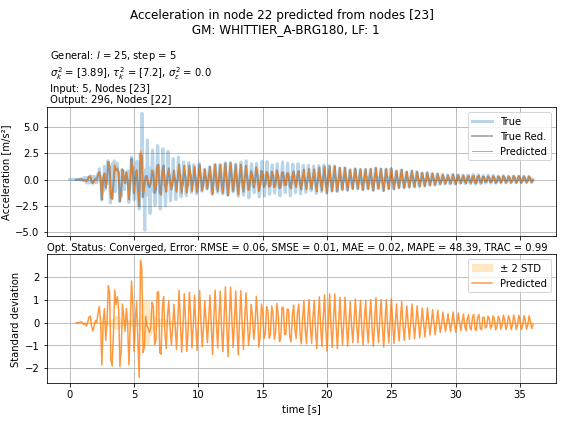 Acceleration in node 22 predicted from nodes [23]
GM: WHITTIER_A-BRG180, LF: 1
General: l = 25, step = 5
σ²ₖ = [3.89], τ²ₖ = [7.2], σ²ε = 0.0
Input: 5, Nodes [23]
Output: 296, Nodes [22]
Acceleration [m/s²]
5.0
2.5
0.0
−2.5
−5.0
True
True Red.
Predicted
Opt. Status: Converged, Error: RMSE = 0.06, SMSE = 0.01, MAE = 0.02, MAPE = 48.39, TRAC = 0.99
Standard deviation
2
1
0
−1
−2
± 2 STD
Predicted
0 5 10 15 20 25 30 35
time [s]